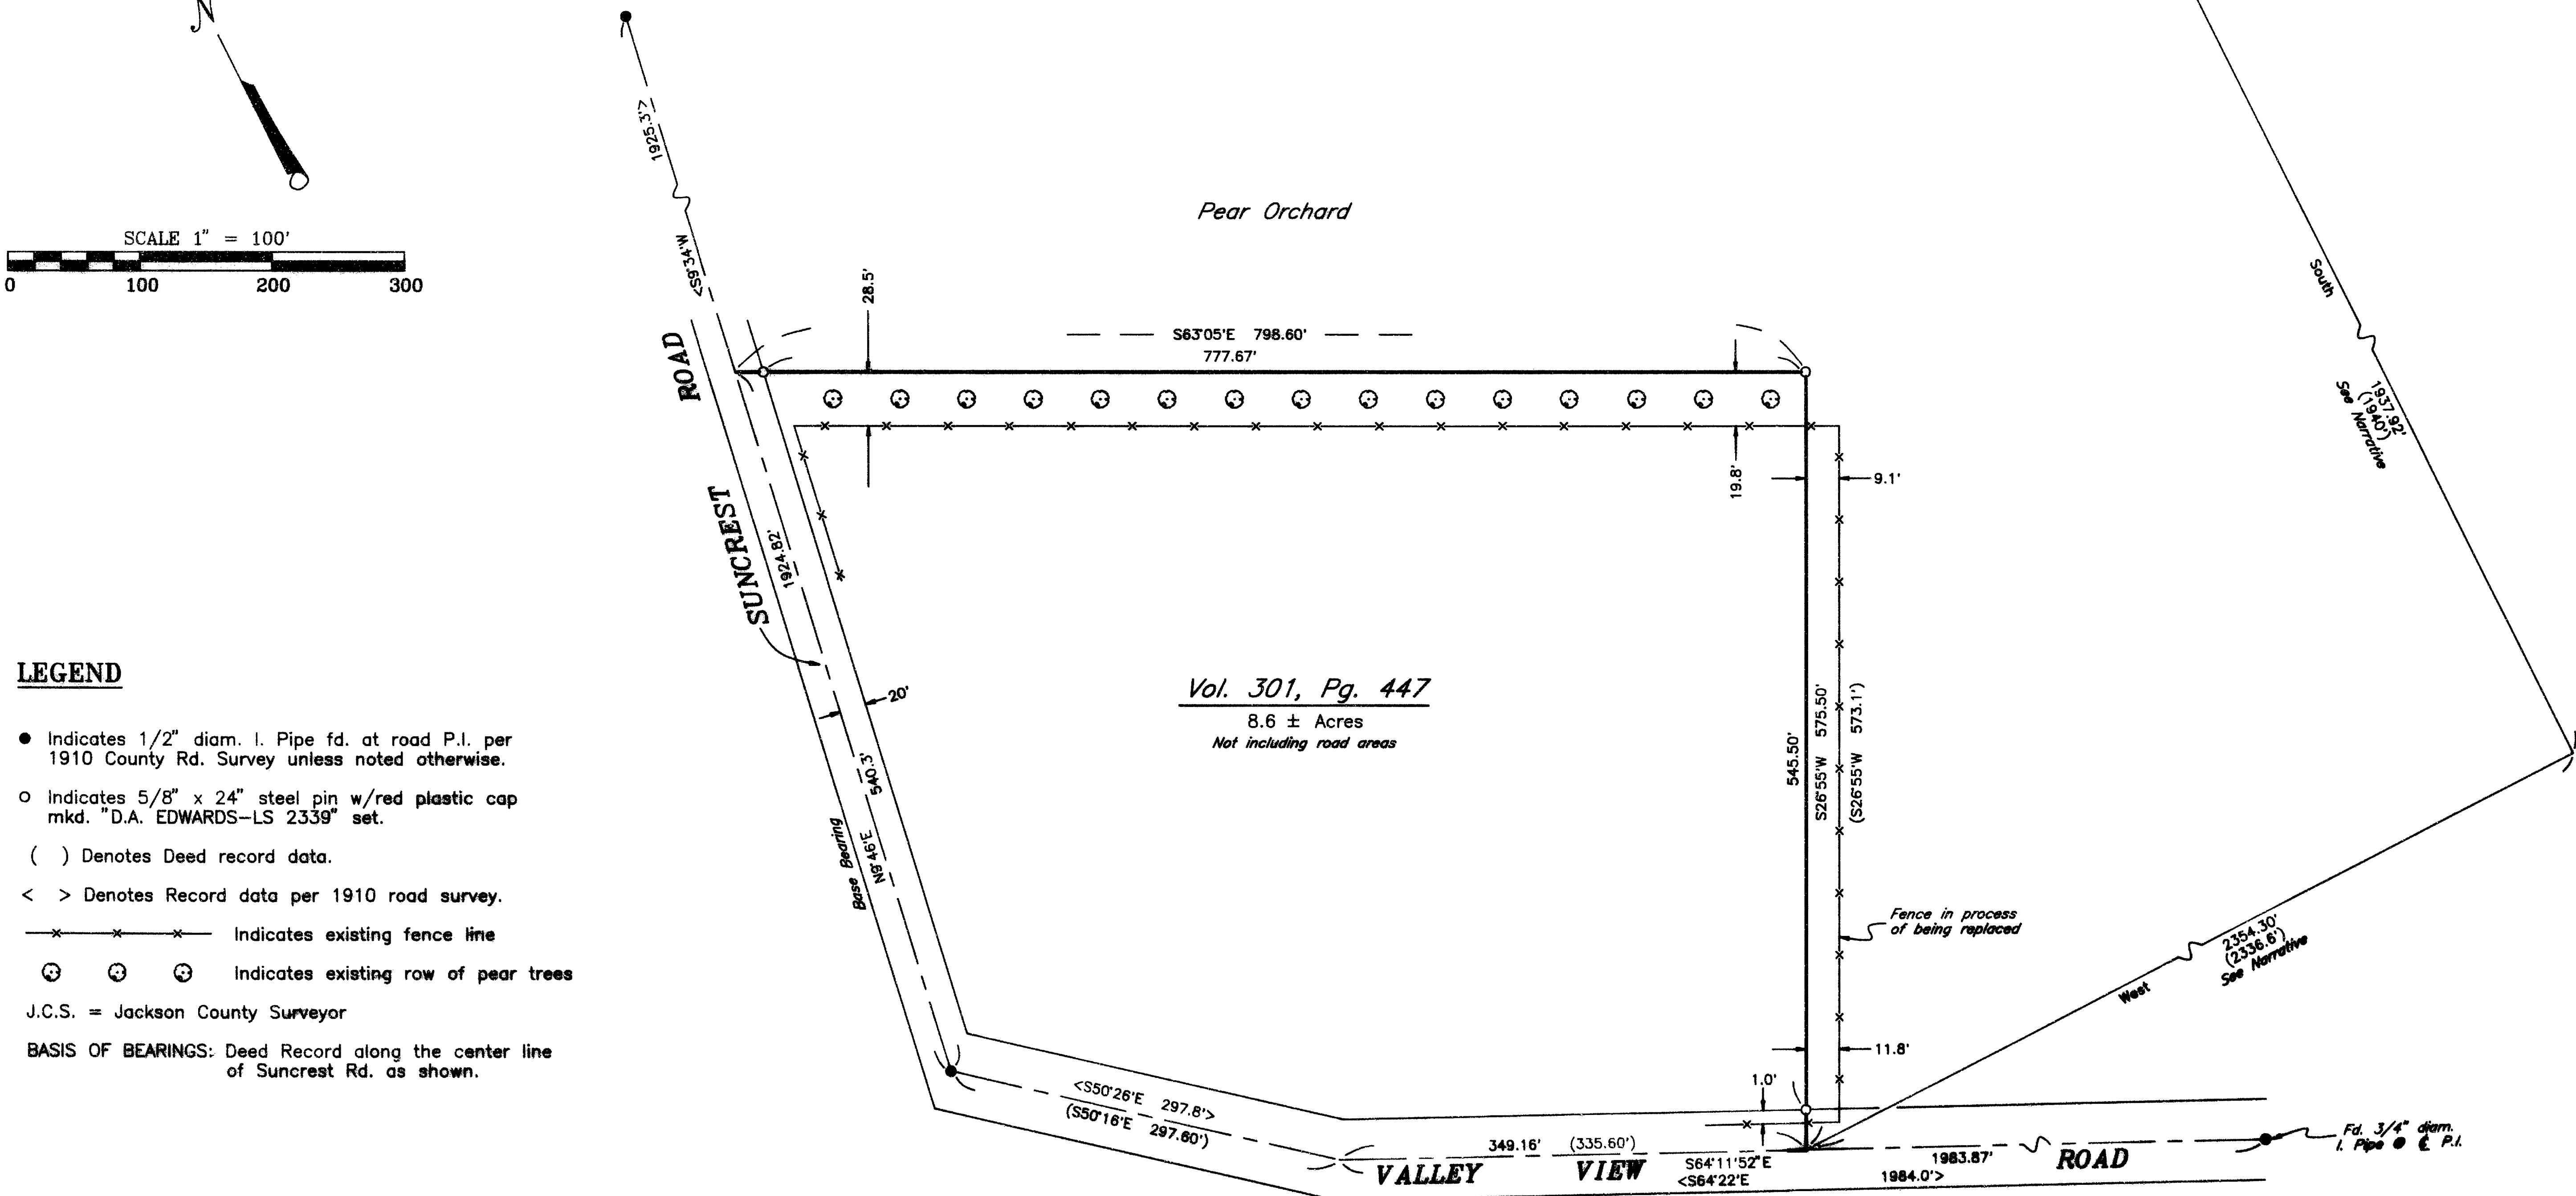 N
SCALE 1" = 100'
0 100 200 300
LEGEND
Indicates 1/2" diam. I. Pipe fd. at road P.I. per
1910 County Rd. Survey unless noted otherwise.
Indicates 5/8" x 24" steel pin w/red plastic cap
mkd. "D.A. EDWARDS-LS 2339" set.
( ) Denotes Deed record data.
< > Denotes Record data per 1910 road survey.
Indicates existing fence line
Indicates existing row of pear trees
J.C.S. = Jackson County Surveyor
BASIS OF BEARINGS: Deed Record along the center line
of Suncrest Rd. as shown.
1925.3'>
<S9°34'W
SUNCREST ROAD
1924.82'
540.3'
N9°46'E
Base Bearing
20'
Pear Orchard
28.5'
S63°05'E 798.60'
777.67'
19.8'
9.1'
Vol. 301, Pg. 447
8.6 ± Acres
Not including road areas
545.50'
S26°55'W 575.50'
(S26°55'W 573.1')
Fence in process
of being replaced
11.8'
1.0'
<S50°26'E 297.8'>
(S50°16'E 297.60')
349.16' (335.60')
S64°11'52"E
<S64°22'E
VALLEY VIEW ROAD
1983.87'
1984.0'>
Fd. 3/4" diam.
I. Pipe @ ℄ P.I.
South
1937.92'
(1940')
See Narrative
West
2354.30'
(2336.6')
See Narrative